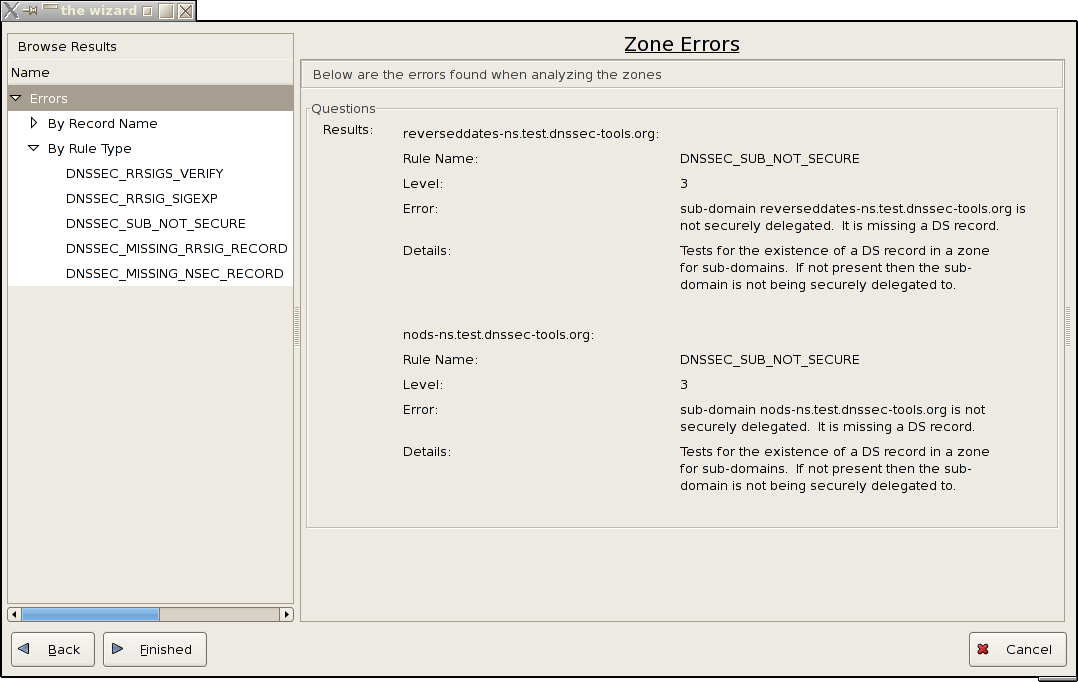 the wizard
Browse Results
Name
Errors
By Record Name
By Rule Type
DNSSEC_RRSIGS_VERIFY
DNSSEC_RRSIG_SIGEXP
DNSSEC_SUB_NOT_SECURE
DNSSEC_MISSING_RRSIG_RECORD
DNSSEC_MISSING_NSEC_RECORD
Zone Errors
Below are the errors found when analyzing the zones
Questions
Results:
reverseddates-ns.test.dnssec-tools.org:
Rule Name: DNSSEC_SUB_NOT_SECURE
Level: 3
Error: sub-domain reverseddates-ns.test.dnssec-tools.org is
not securely delegated.  It is missing a DS record.
Details: Tests for the existence of a DS record in a zone
for sub-domains.  If not present then the sub-
domain is not being securely delegated to.
nods-ns.test.dnssec-tools.org:
Rule Name: DNSSEC_SUB_NOT_SECURE
Level: 3
Error: sub-domain nods-ns.test.dnssec-tools.org is not
securely delegated.  It is missing a DS record.
Details: Tests for the existence of a DS record in a zone
for sub-domains.  If not present then the sub-
domain is not being securely delegated to.
Back
Finished
Cancel